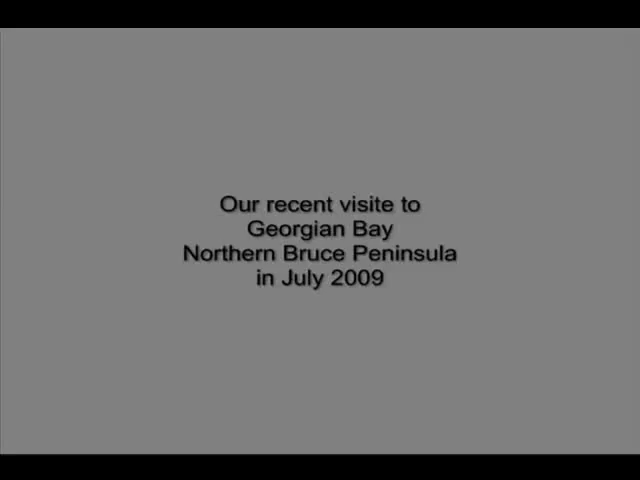 Our recent visite to
Georgian Bay
Northern Bruce Peninsula
in July 2009